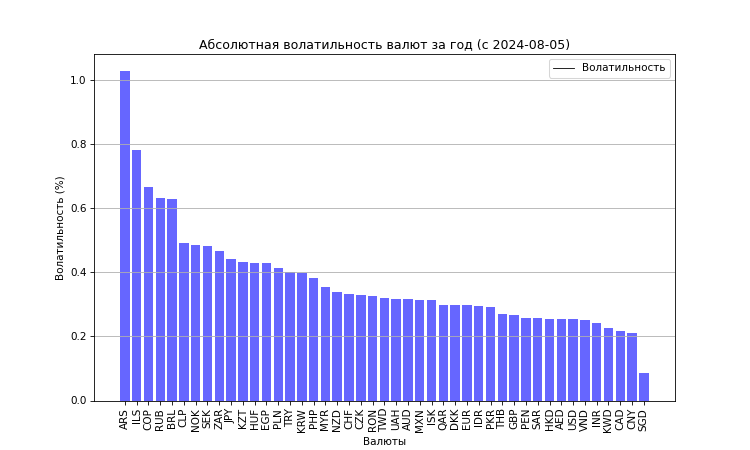 Абсолютная волатильность валют за год (с 2024-08-05)
Волатильность
Волатильность (%)
1.0
0.8
0.6
0.4
0.2
0.0
ARS ILS COP RUB BRL CLP NOK SEK ZAR JPY KZT HUF EGP PLN TRY KRW PHP MYR NZD CHF CZK RON TWD UAH AUD MXN ISK QAR DKK EUR IDR PKR THB GBP PEN SAR HKD AED USD VND INR KWD CAD CNY SGD
Валюты